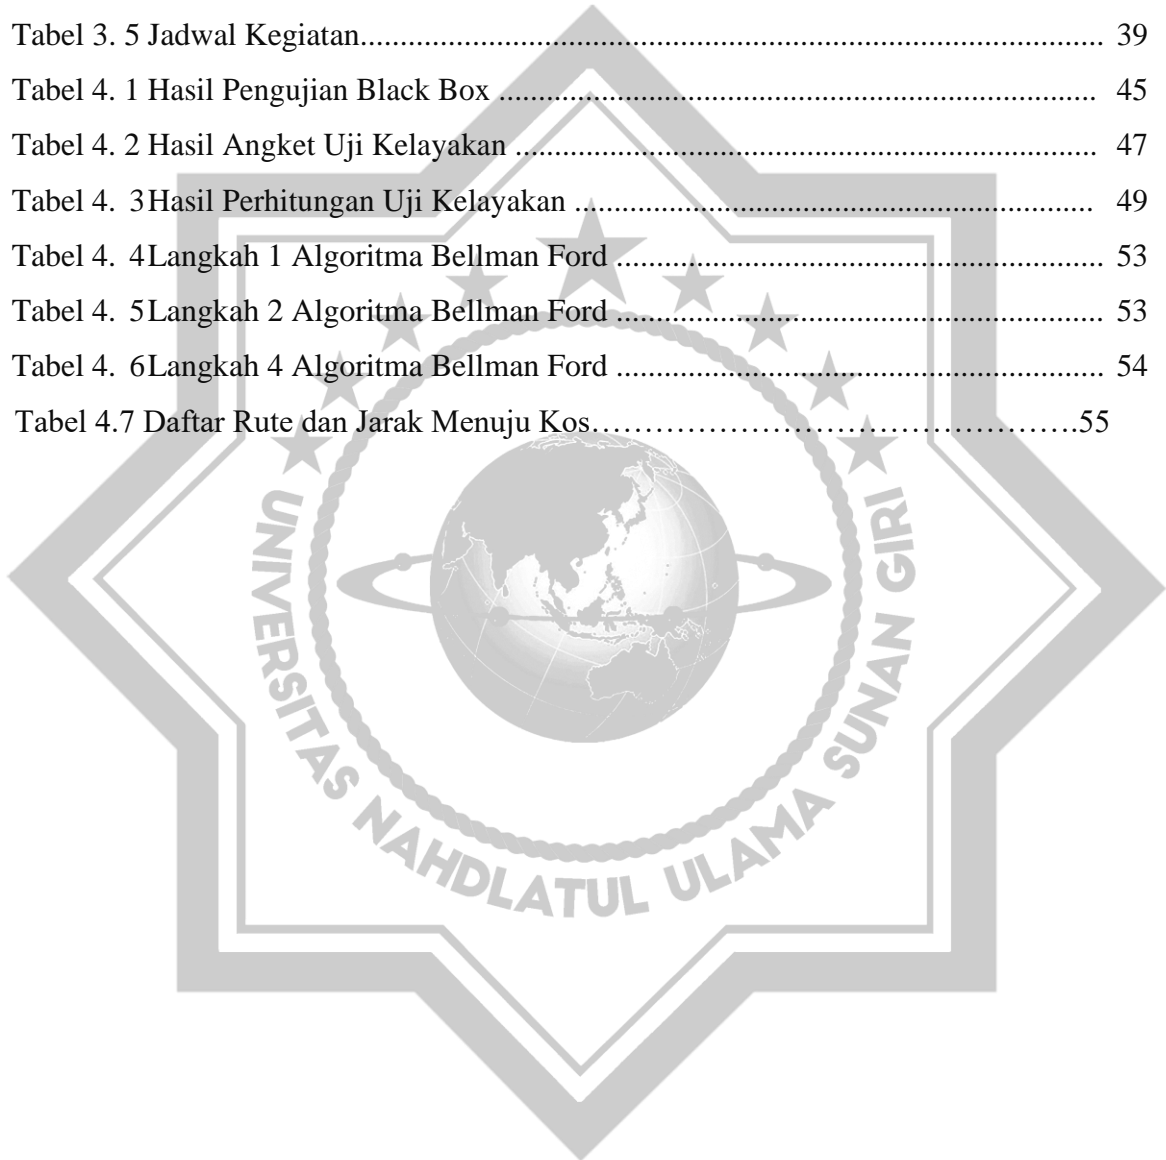 Tabel 3. 5 Jadwal Kegiatan............................................................................................. 39
Tabel 4. 1 Hasil Pengujian Black Box ........................................................................... 45
Tabel 4. 2 Hasil Angket Uji Kelayakan ......................................................................... 47
Tabel 4. 3Hasil Perhitungan Uji Kelayakan ................................................................. 49
Tabel 4. 4Langkah 1 Algoritma Bellman Ford ............................................................. 53
Tabel 4. 5Langkah 2 Algoritma Bellman Ford ............................................................. 53
Tabel 4. 6Langkah 4 Algoritma Bellman Ford ............................................................. 54
Tabel 4.7 Daftar Rute dan Jarak Menuju Kos………………………………………….55
UNIVERSITAS NAHDLATUL ULAMA SUNAN GIRI